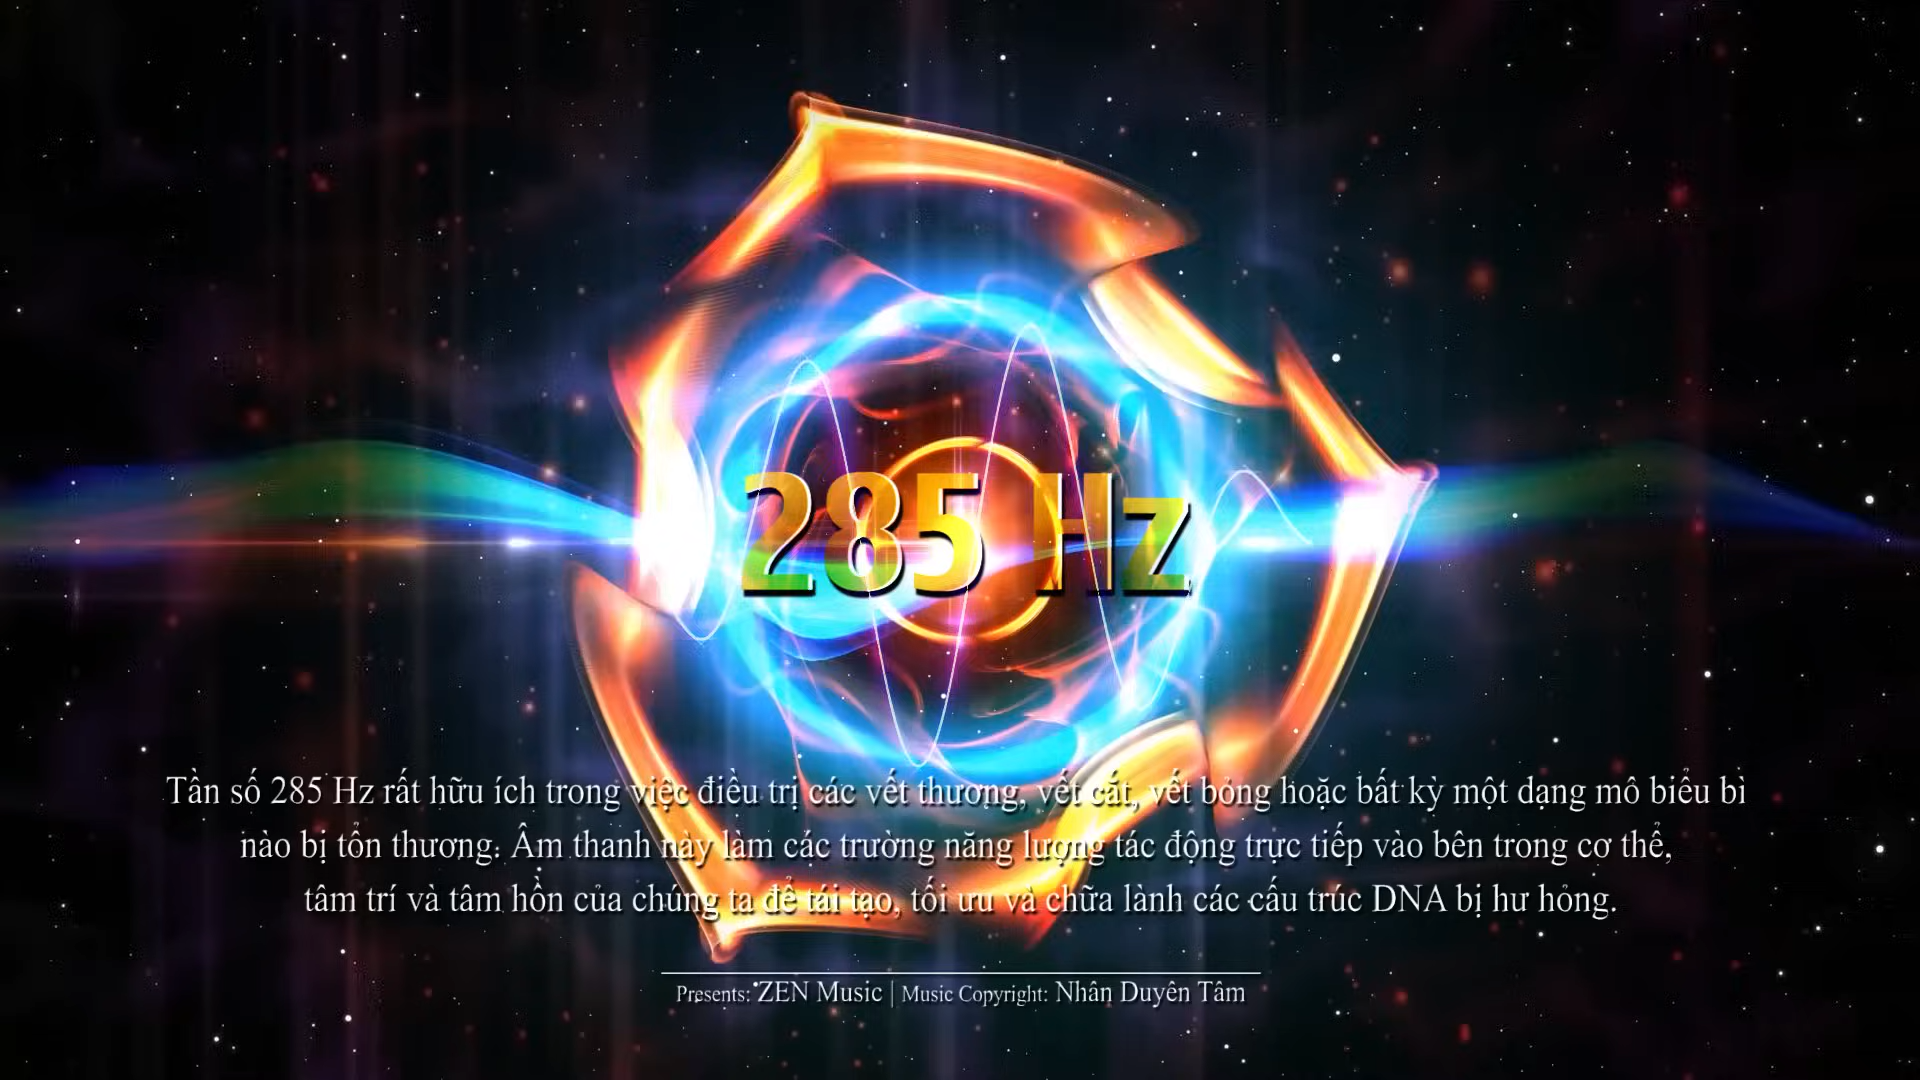 285 Hz
Tần số 285 Hz rất hữu ích trong việc điều trị các vết thương, vết cắt, vết bỏng hoặc bất kỳ một dạng mô biểu bì
nào bị tổn thương. Âm thanh này làm các trường năng lượng tác động trực tiếp vào bên trong cơ thể,
tâm trí và tâm hồn của chúng ta để tái tạo, tối ưu và chữa lành các cấu trúc DNA bị hư hỏng.
Presents: ZEN Music | Music Copyright: Nhân Duyên Tâm